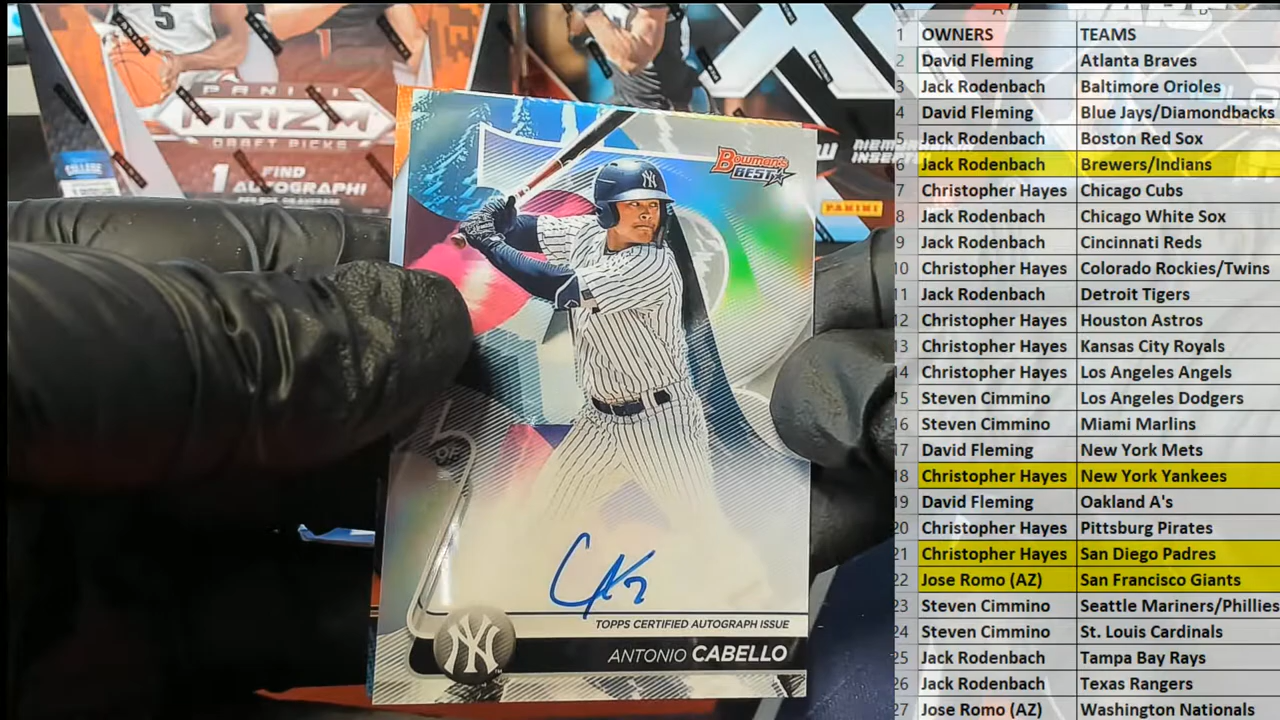 5
PANINI
PRIZM
DRAFT PICKS
1 FIND
AUTOGRAPH!
PER BOX ON AVERAGE
COLLEGE
PANINI
Bowman's
BEST
NY
TOPPS CERTIFIED AUTOGRAPH ISSUE
NY
ANTONIO CABELLO
1 OWNERS TEAMS
2 David Fleming Atlanta Braves
3 Jack Rodenbach Baltimore Orioles
4 David Fleming Blue Jays/Diamondbacks
5 Jack Rodenbach Boston Red Sox
6 Jack Rodenbach Brewers/Indians
7 Christopher Hayes Chicago Cubs
8 Jack Rodenbach Chicago White Sox
9 Jack Rodenbach Cincinnati Reds
10 Christopher Hayes Colorado Rockies/Twins
11 Jack Rodenbach Detroit Tigers
12 Christopher Hayes Houston Astros
13 Christopher Hayes Kansas City Royals
14 Christopher Hayes Los Angeles Angels
15 Steven Cimmino Los Angeles Dodgers
16 Steven Cimmino Miami Marlins
17 David Fleming New York Mets
18 Christopher Hayes New York Yankees
19 David Fleming Oakland A's
20 Christopher Hayes Pittsburg Pirates
21 Christopher Hayes San Diego Padres
22 Jose Romo (AZ) San Francisco Giants
23 Steven Cimmino Seattle Mariners/Phillies
24 Steven Cimmino St. Louis Cardinals
25 Jack Rodenbach Tampa Bay Rays
26 Jack Rodenbach Texas Rangers
27 Jose Romo (AZ) Washington Nationals